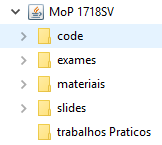 MoP 1718SV
code
exames
materiais
slides
trabalhos Praticos